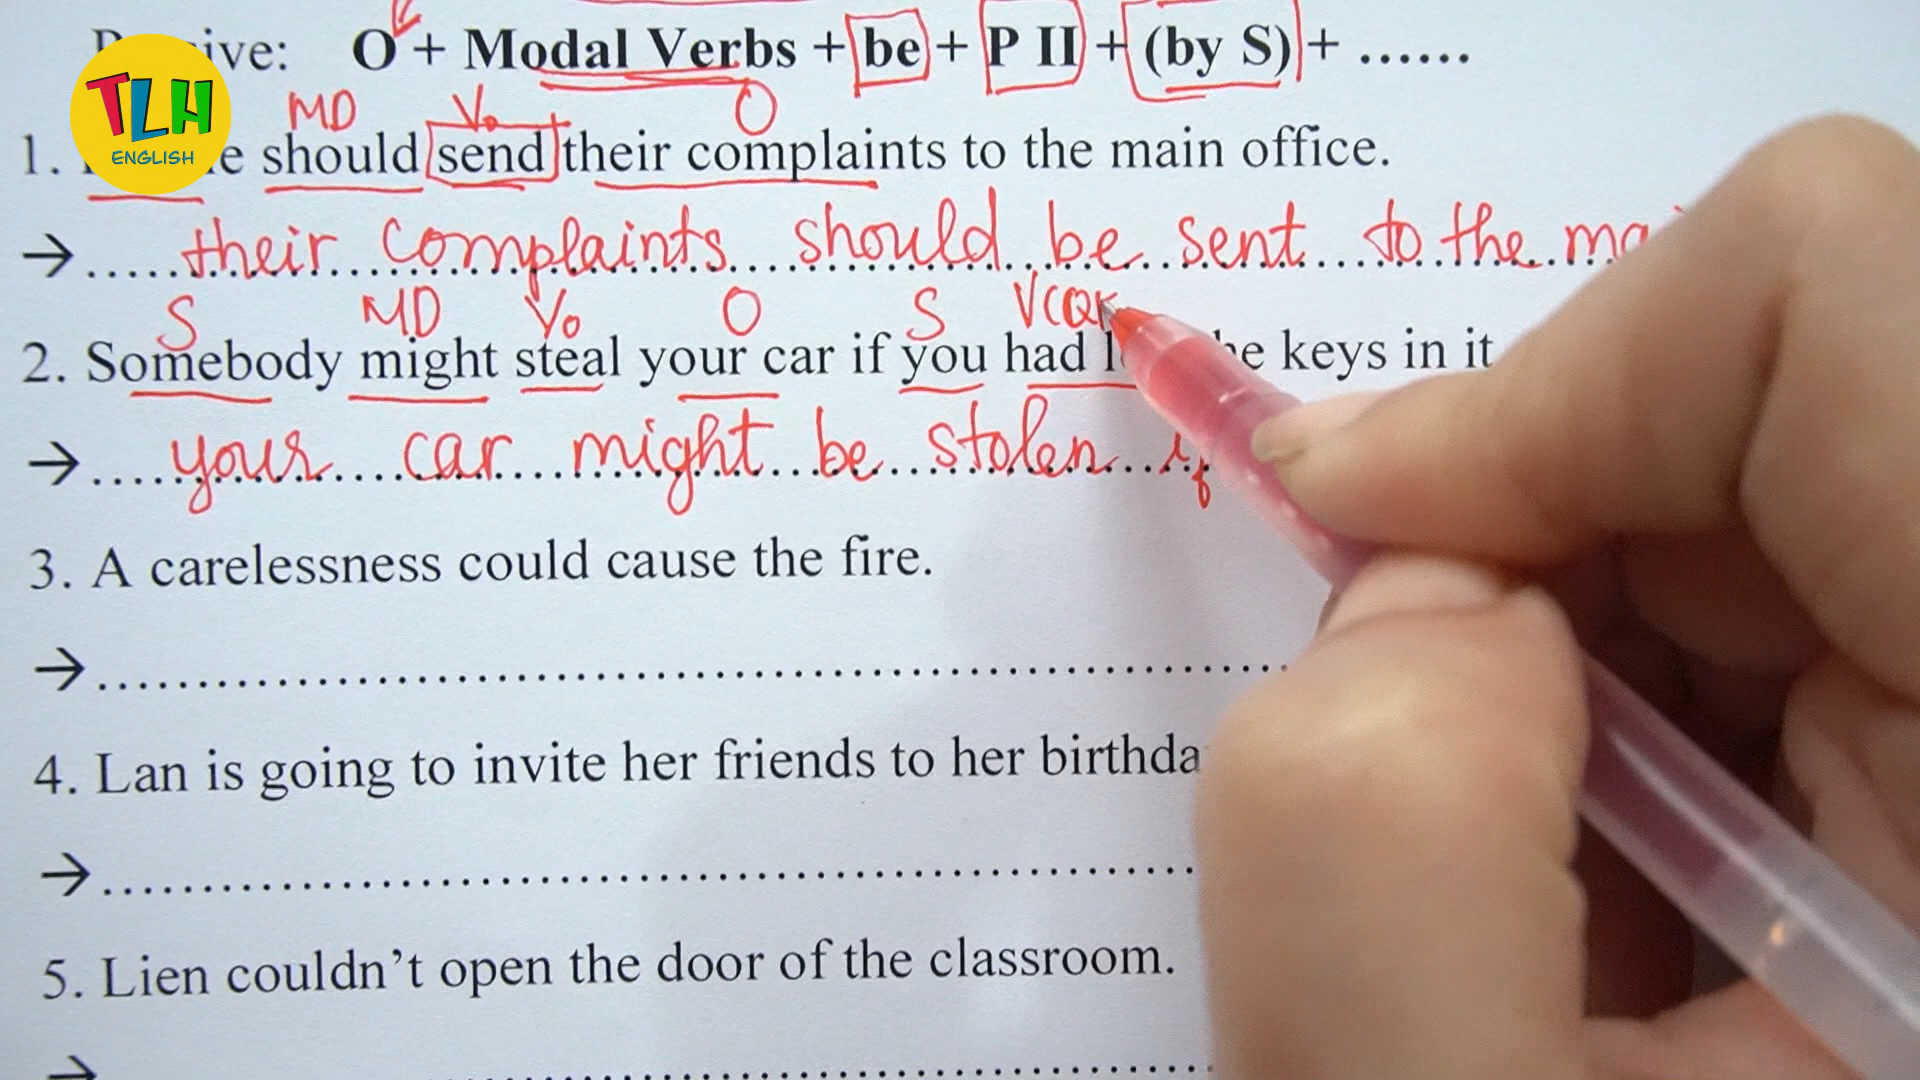 ive: O + Modal Verbs + be + P II + (by S) + ......
TLH
ENGLISH
MD Vo O
1. should send their complaints to the main office.
→ their complaints should be sent to the
S MD Vo O S
2. Somebody might steal your car if you had keys in it
→ your car might be stolen if
3. A carelessness could cause the fire.
→
4. Lan is going to invite her friends to her
→
5. Lien couldn't open the door of the classroom.
→